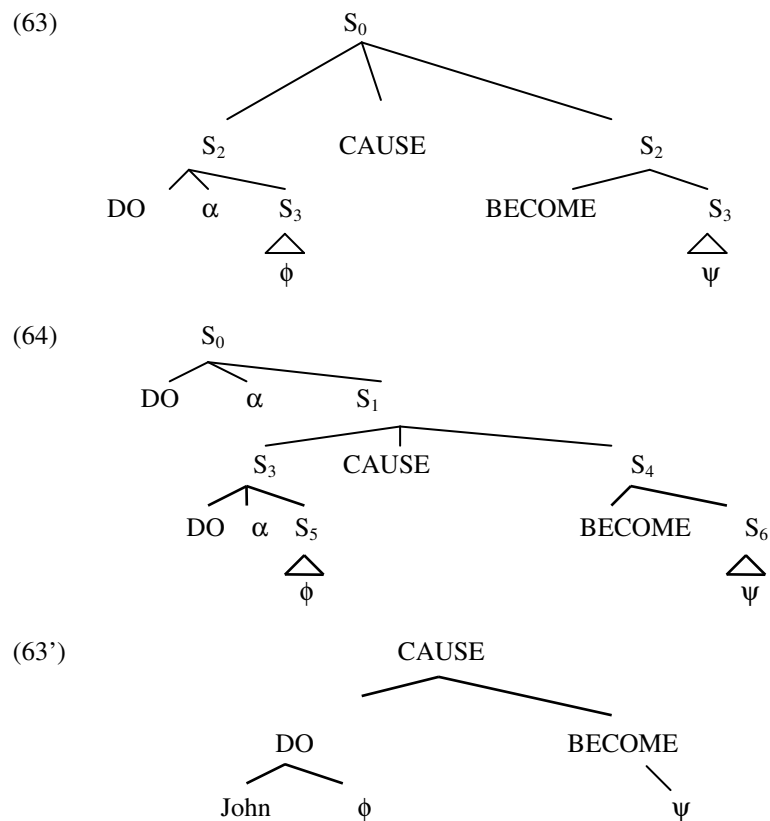 (63) S₀
S₂ CAUSE S₂
DO α S₃ BECOME S₃
ϕ ψ
(64) S₀
DO α S₁
S₃ CAUSE S₄
DO α S₅ BECOME S₆
ϕ ψ
(63’) CAUSE
DO BECOME
John ϕ ψ